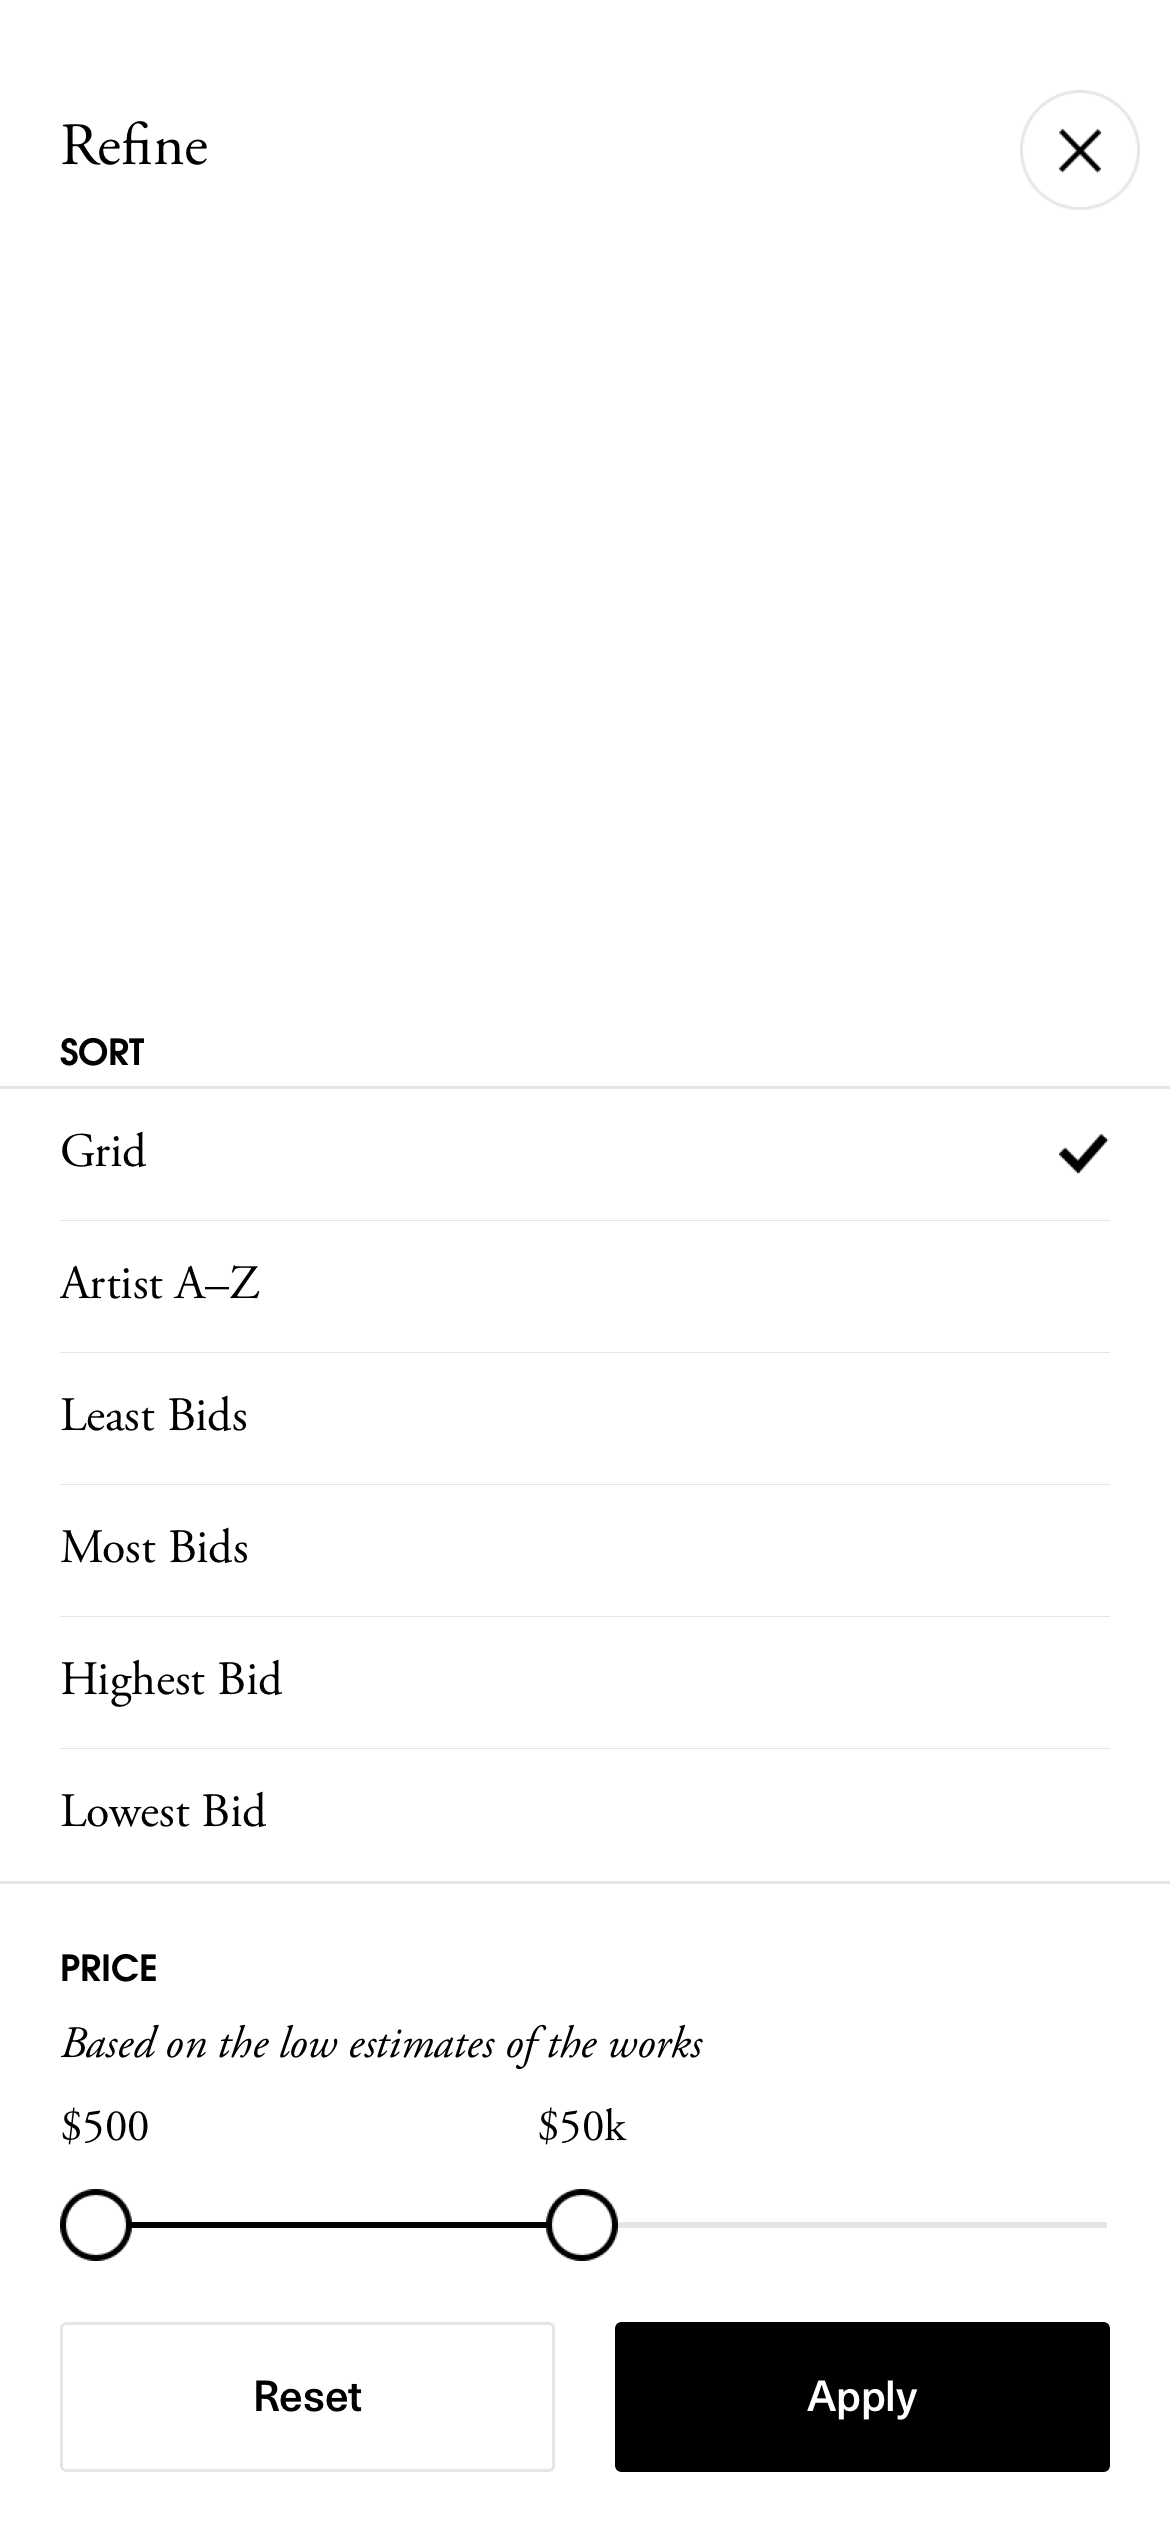 Refine
SORT
Grid
Artist A–Z
Least Bids
Most Bids
Highest Bid
Lowest Bid
PRICE
Based on the low estimates of the works
$500 $50k
Reset Apply